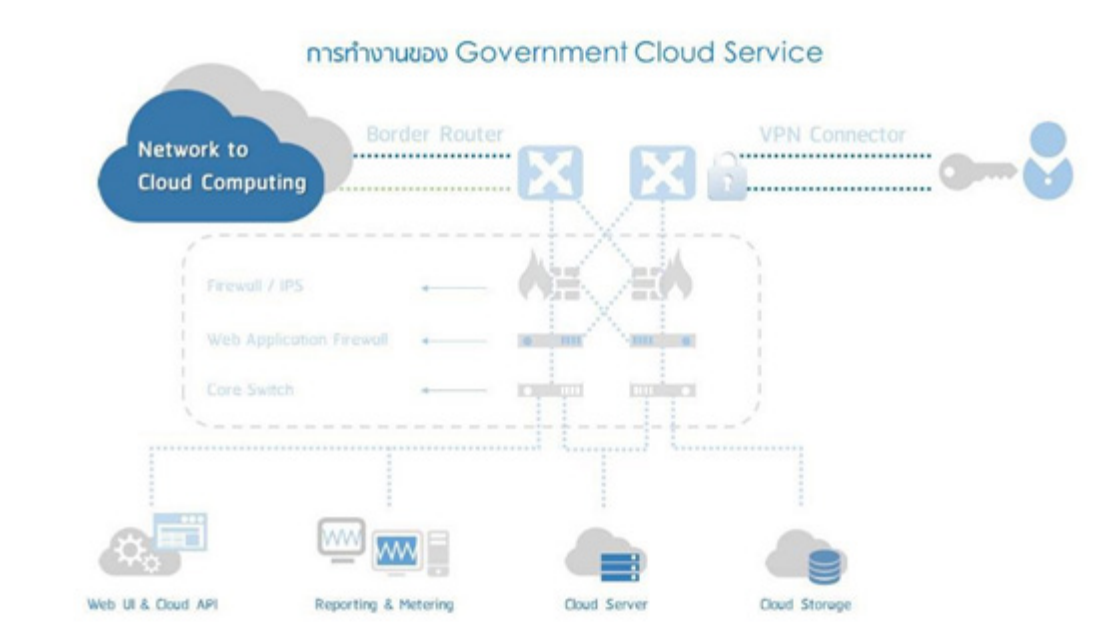 การทำงานของ Government Cloud Service
Network to
Cloud Computing
Border Router
VPN Connector
Firewall / IPS
Web Application Firewall
Core Switch
Web UI & Cloud API
Reporting & Metering
Cloud Server
Cloud Storage